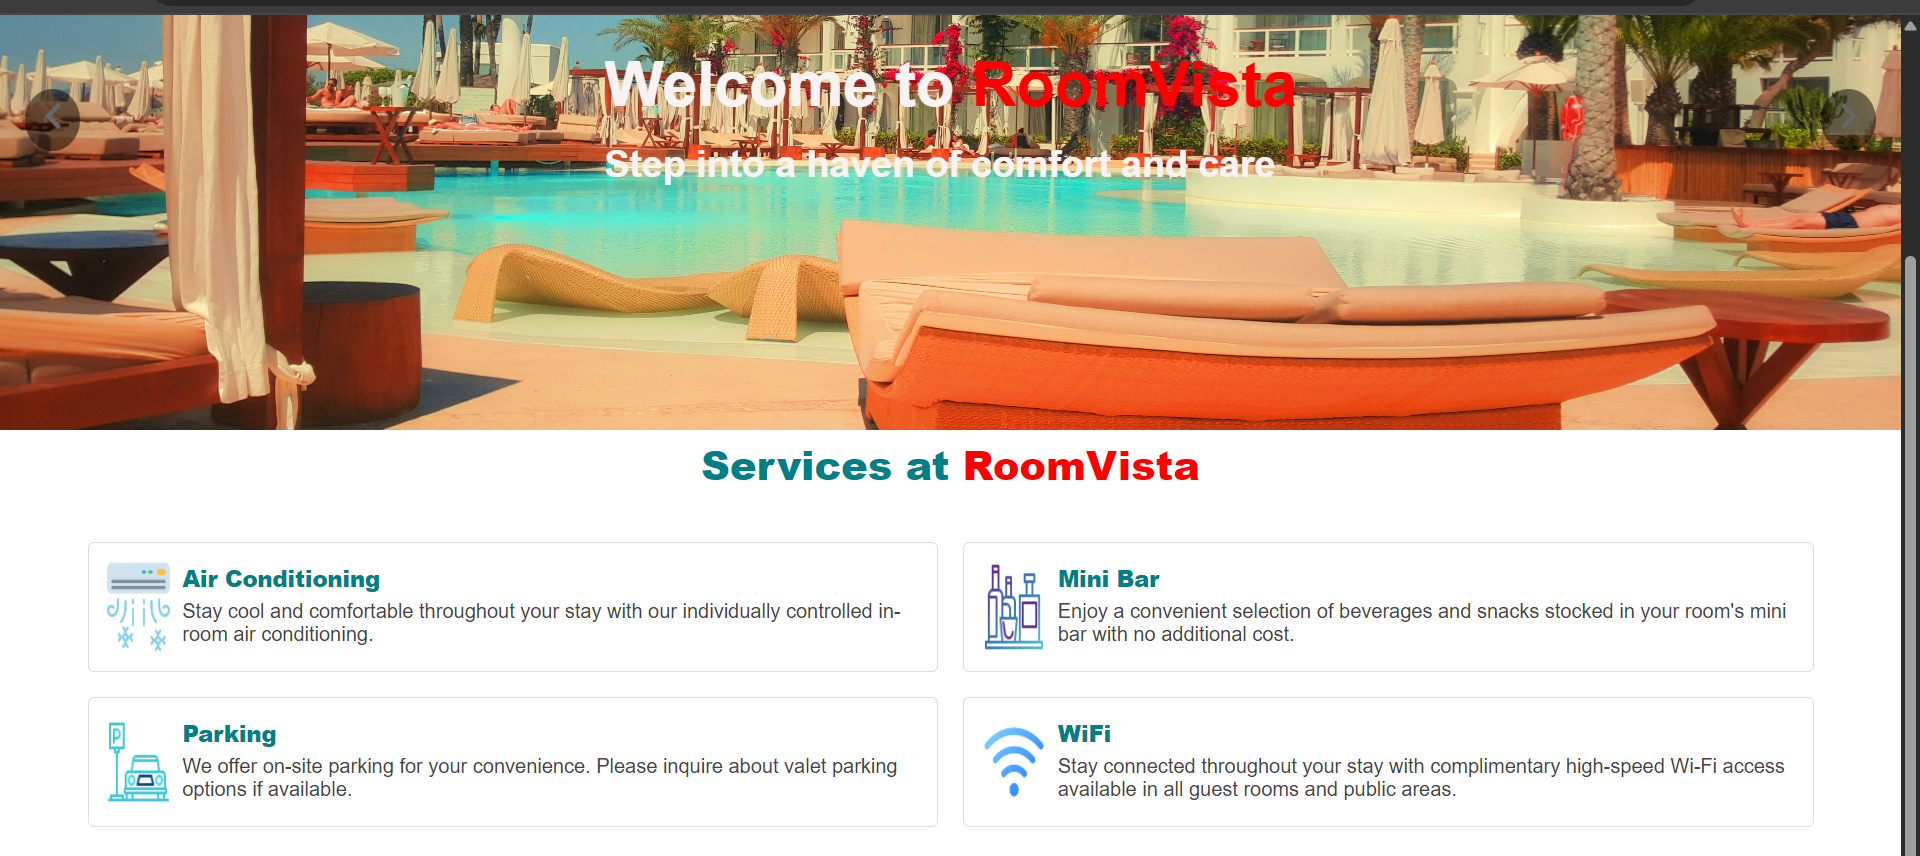 Welcome to RoomVista
Step into a haven of comfort and care
Services at RoomVista
Air Conditioning
Stay cool and comfortable throughout your stay with our individually controlled in-
room air conditioning.
Mini Bar
Enjoy a convenient selection of beverages and snacks stocked in your room's mini
bar with no additional cost.
P
Parking
We offer on-site parking for your convenience. Please inquire about valet parking
options if available.
WiFi
Stay connected throughout your stay with complimentary high-speed Wi-Fi access
available in all guest rooms and public areas.